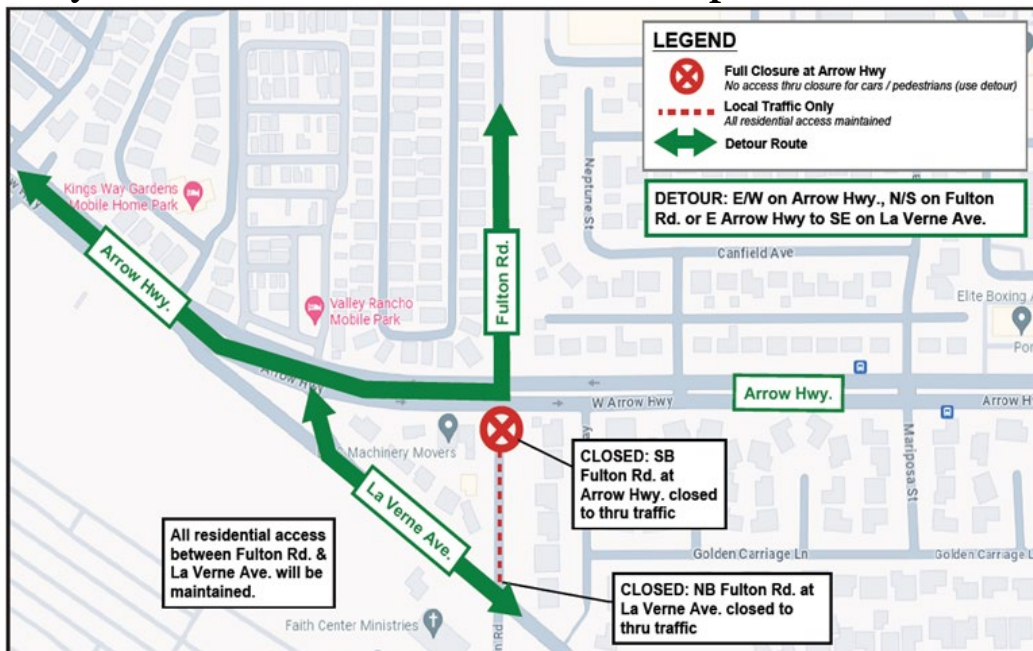 LEGEND
Full Closure at Arrow Hwy
No access thru closure for cars / pedestrians (use detour)
Local Traffic Only
All residential access maintained
Detour Route
DETOUR: E/W on Arrow Hwy., N/S on Fulton
Rd. or E Arrow Hwy to SE on La Verne Ave.
Kings Way Gardens
Mobile Home Park
Arrow Hwy.
Valley Rancho
Mobile Park
Fulton Rd.
Neptune St
Canfield Ave
Elite Boxing
Arrow Hwy
W Arrow Hwy
Arrow Hwy.
Mariposa St
Machinery Movers
CLOSED: SB
Fulton Rd. at
Arrow Hwy. closed
to thru traffic
La Verne Ave.
All residential access
between Fulton Rd. &
La Verne Ave. will be
maintained.
Golden Carriage Ln
Golden Carriage
CLOSED: NB Fulton Rd. at
La Verne Ave. closed to
thru traffic
Faith Center Ministries